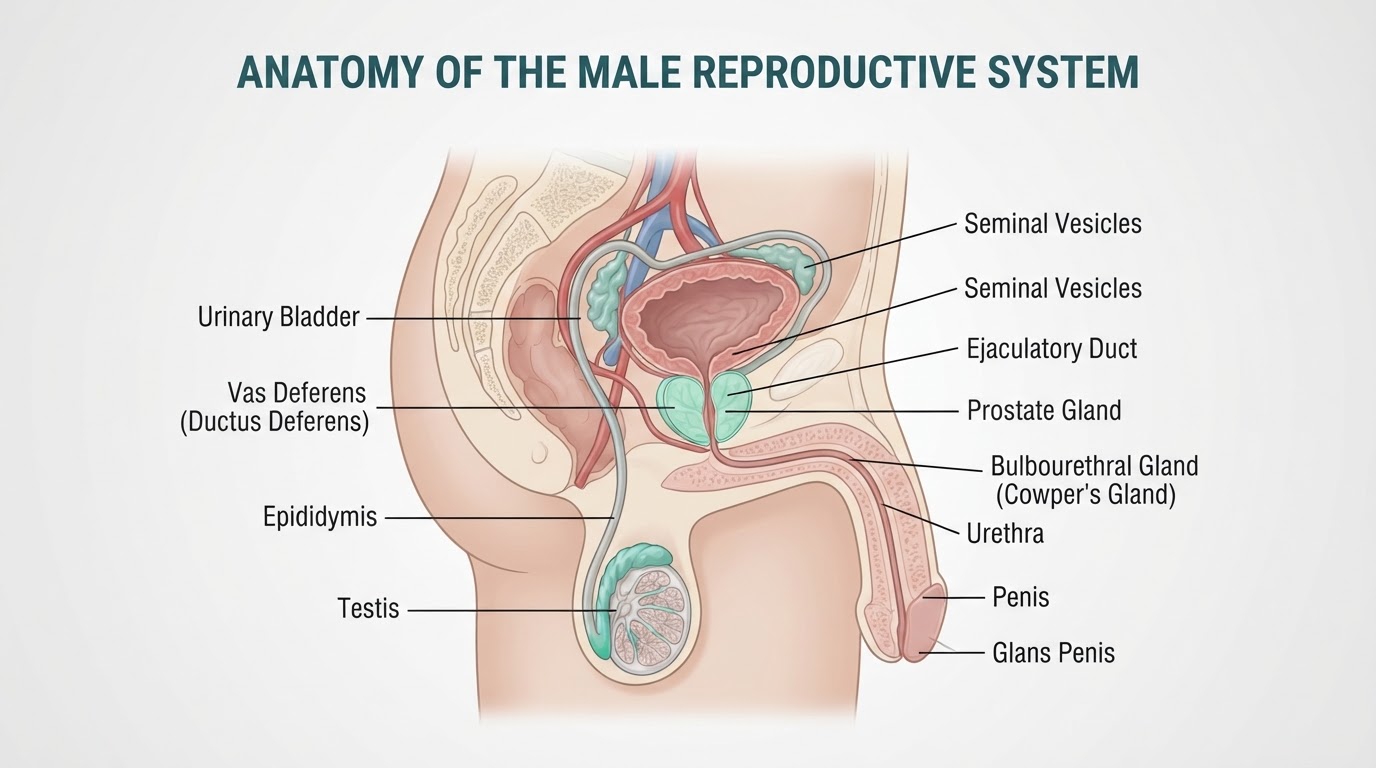 ANATOMY OF THE MALE REPRODUCTIVE SYSTEM
Seminal Vesicles
Seminal Vesicles
Urinary Bladder
Ejaculatory Duct
Vas Deferens
(Ductus Deferens)
Prostate Gland
Bulbourethral Gland
(Cowper's Gland)
Epididymis
Urethra
Penis
Testis
Glans Penis